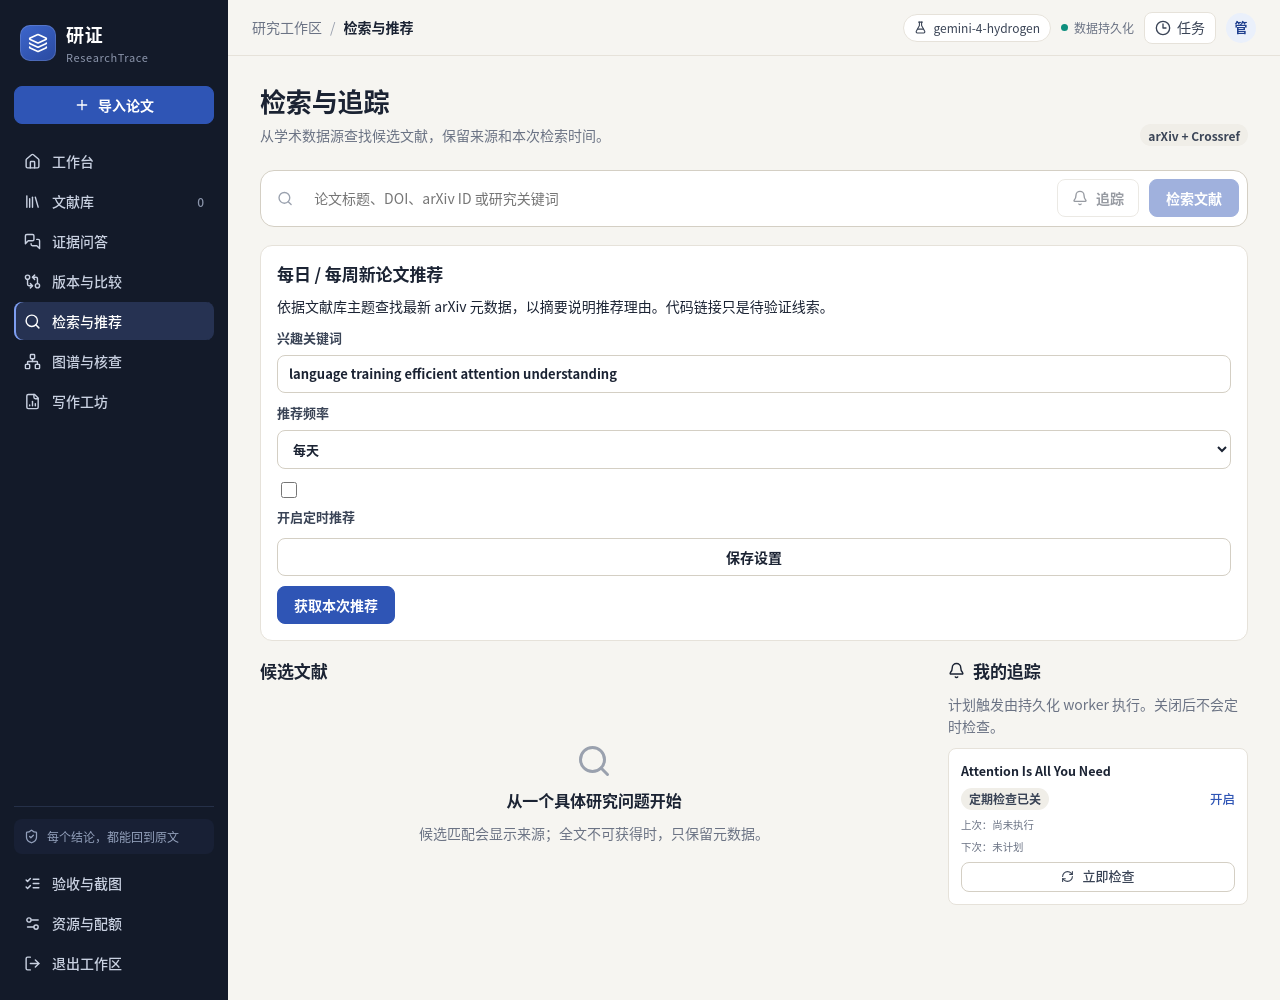 研证
ResearchTrace
导入论文
工作台
文献库 0
证据问答
版本与比较
检索与推荐
图谱与核查
写作工坊
每个结论，都能回到原文
验收与截图
资源与配额
退出工作区
研究工作区 / 检索与推荐
gemini-4-hydrogen
数据持久化
任务
管
检索与追踪
从学术数据源查找候选文献，保留来源和本次检索时间。
arXiv + Crossref
论文标题、DOI、arXiv ID 或研究关键词
追踪
检索文献
每日 / 每周新论文推荐
依据文献库主题查找最新 arXiv 元数据，以摘要说明推荐理由。代码链接只是待验证线索。
兴趣关键词
language training efficient attention understanding
推荐频率
每天
开启定时推荐
保存设置
获取本次推荐
候选文献
从一个具体研究问题开始
候选匹配会显示来源；全文不可获得时，只保留元数据。
我的追踪
计划触发由持久化 worker 执行。关闭后不会定
时检查。
Attention Is All You Need
定期检查已关 开启
上次：尚未执行
下次：未计划
立即检查